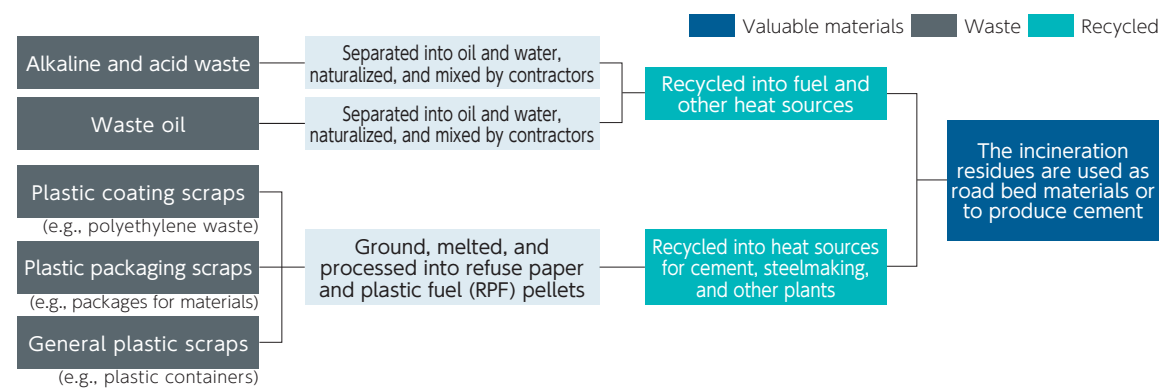 Valuable materials
Waste
Recycled
Alkaline and acid waste
Separated into oil and water,
naturalized, and mixed by contractors
Waste oil
Separated into oil and water,
naturalized, and mixed by contractors
Recycled into fuel and
other heat sources
Plastic coating scraps
(e.g., polyethylene waste)
Plastic packaging scraps
(e.g., packages for materials)
General plastic scraps
(e.g., plastic containers)
Ground, melted, and
processed into refuse paper
and plastic fuel (RPF) pellets
Recycled into heat sources
for cement, steelmaking,
and other plants
The incineration
residues are used as
road bed materials or
to produce cement